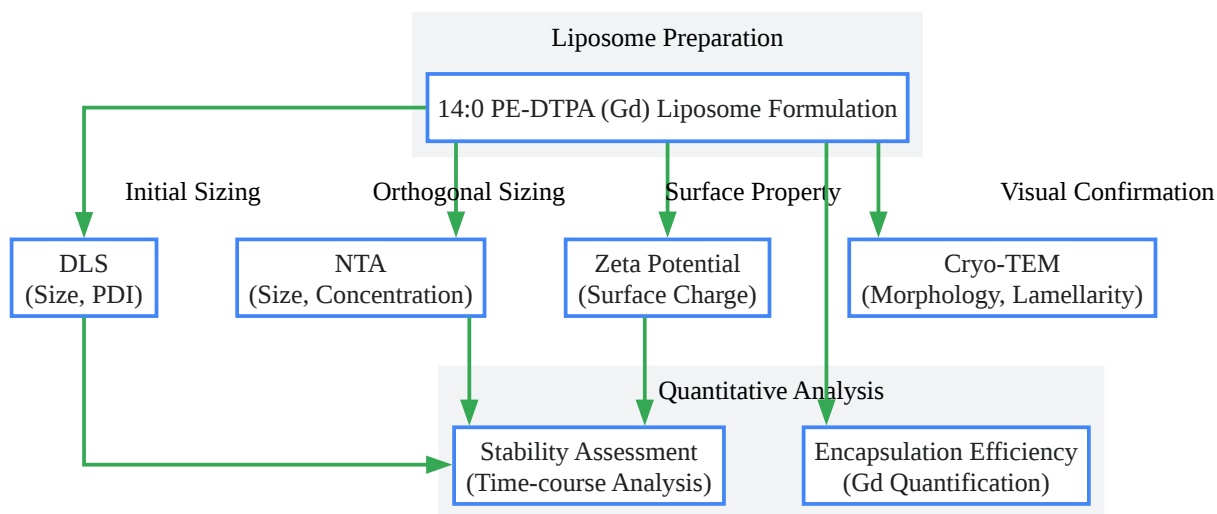 Liposome Preparation
14:0 PE-DTPA (Gd) Liposome Formulation
Initial Sizing
Orthogonal Sizing
Surface Property
Visual Confirmation
DLS
(Size, PDI)
NTA
(Size, Concentration)
Zeta Potential
(Surface Charge)
Cryo-TEM
(Morphology, Lamellarity)
Quantitative Analysis
Stability Assessment
(Time-course Analysis)
Encapsulation Efficiency
(Gd Quantification)